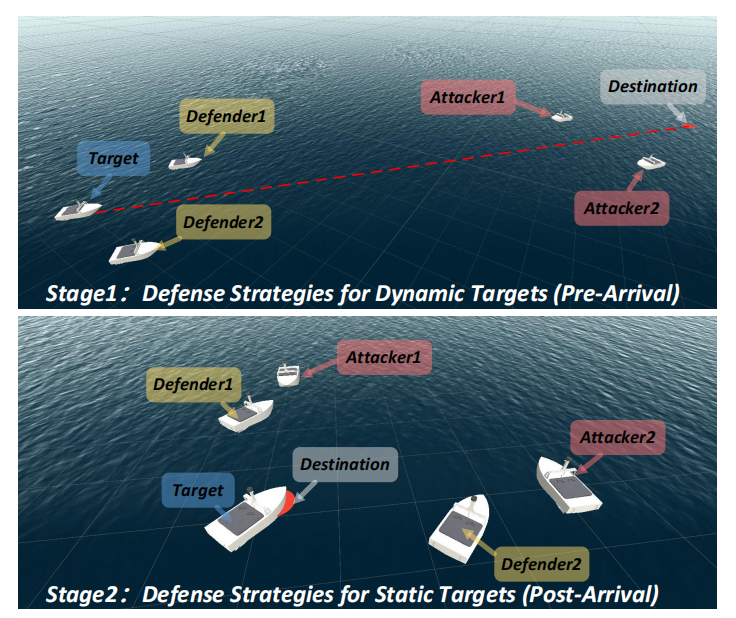 Attacker1
Destination
Defender1
Target
Attacker2
Defender2
Stage1: Defense Strategies for Dynamic Targets (Pre-Arrival)
Attacker1
Defender1
Attacker2
Destination
Target
Defender2
Stage2: Defense Strategies for Static Targets (Post-Arrival)